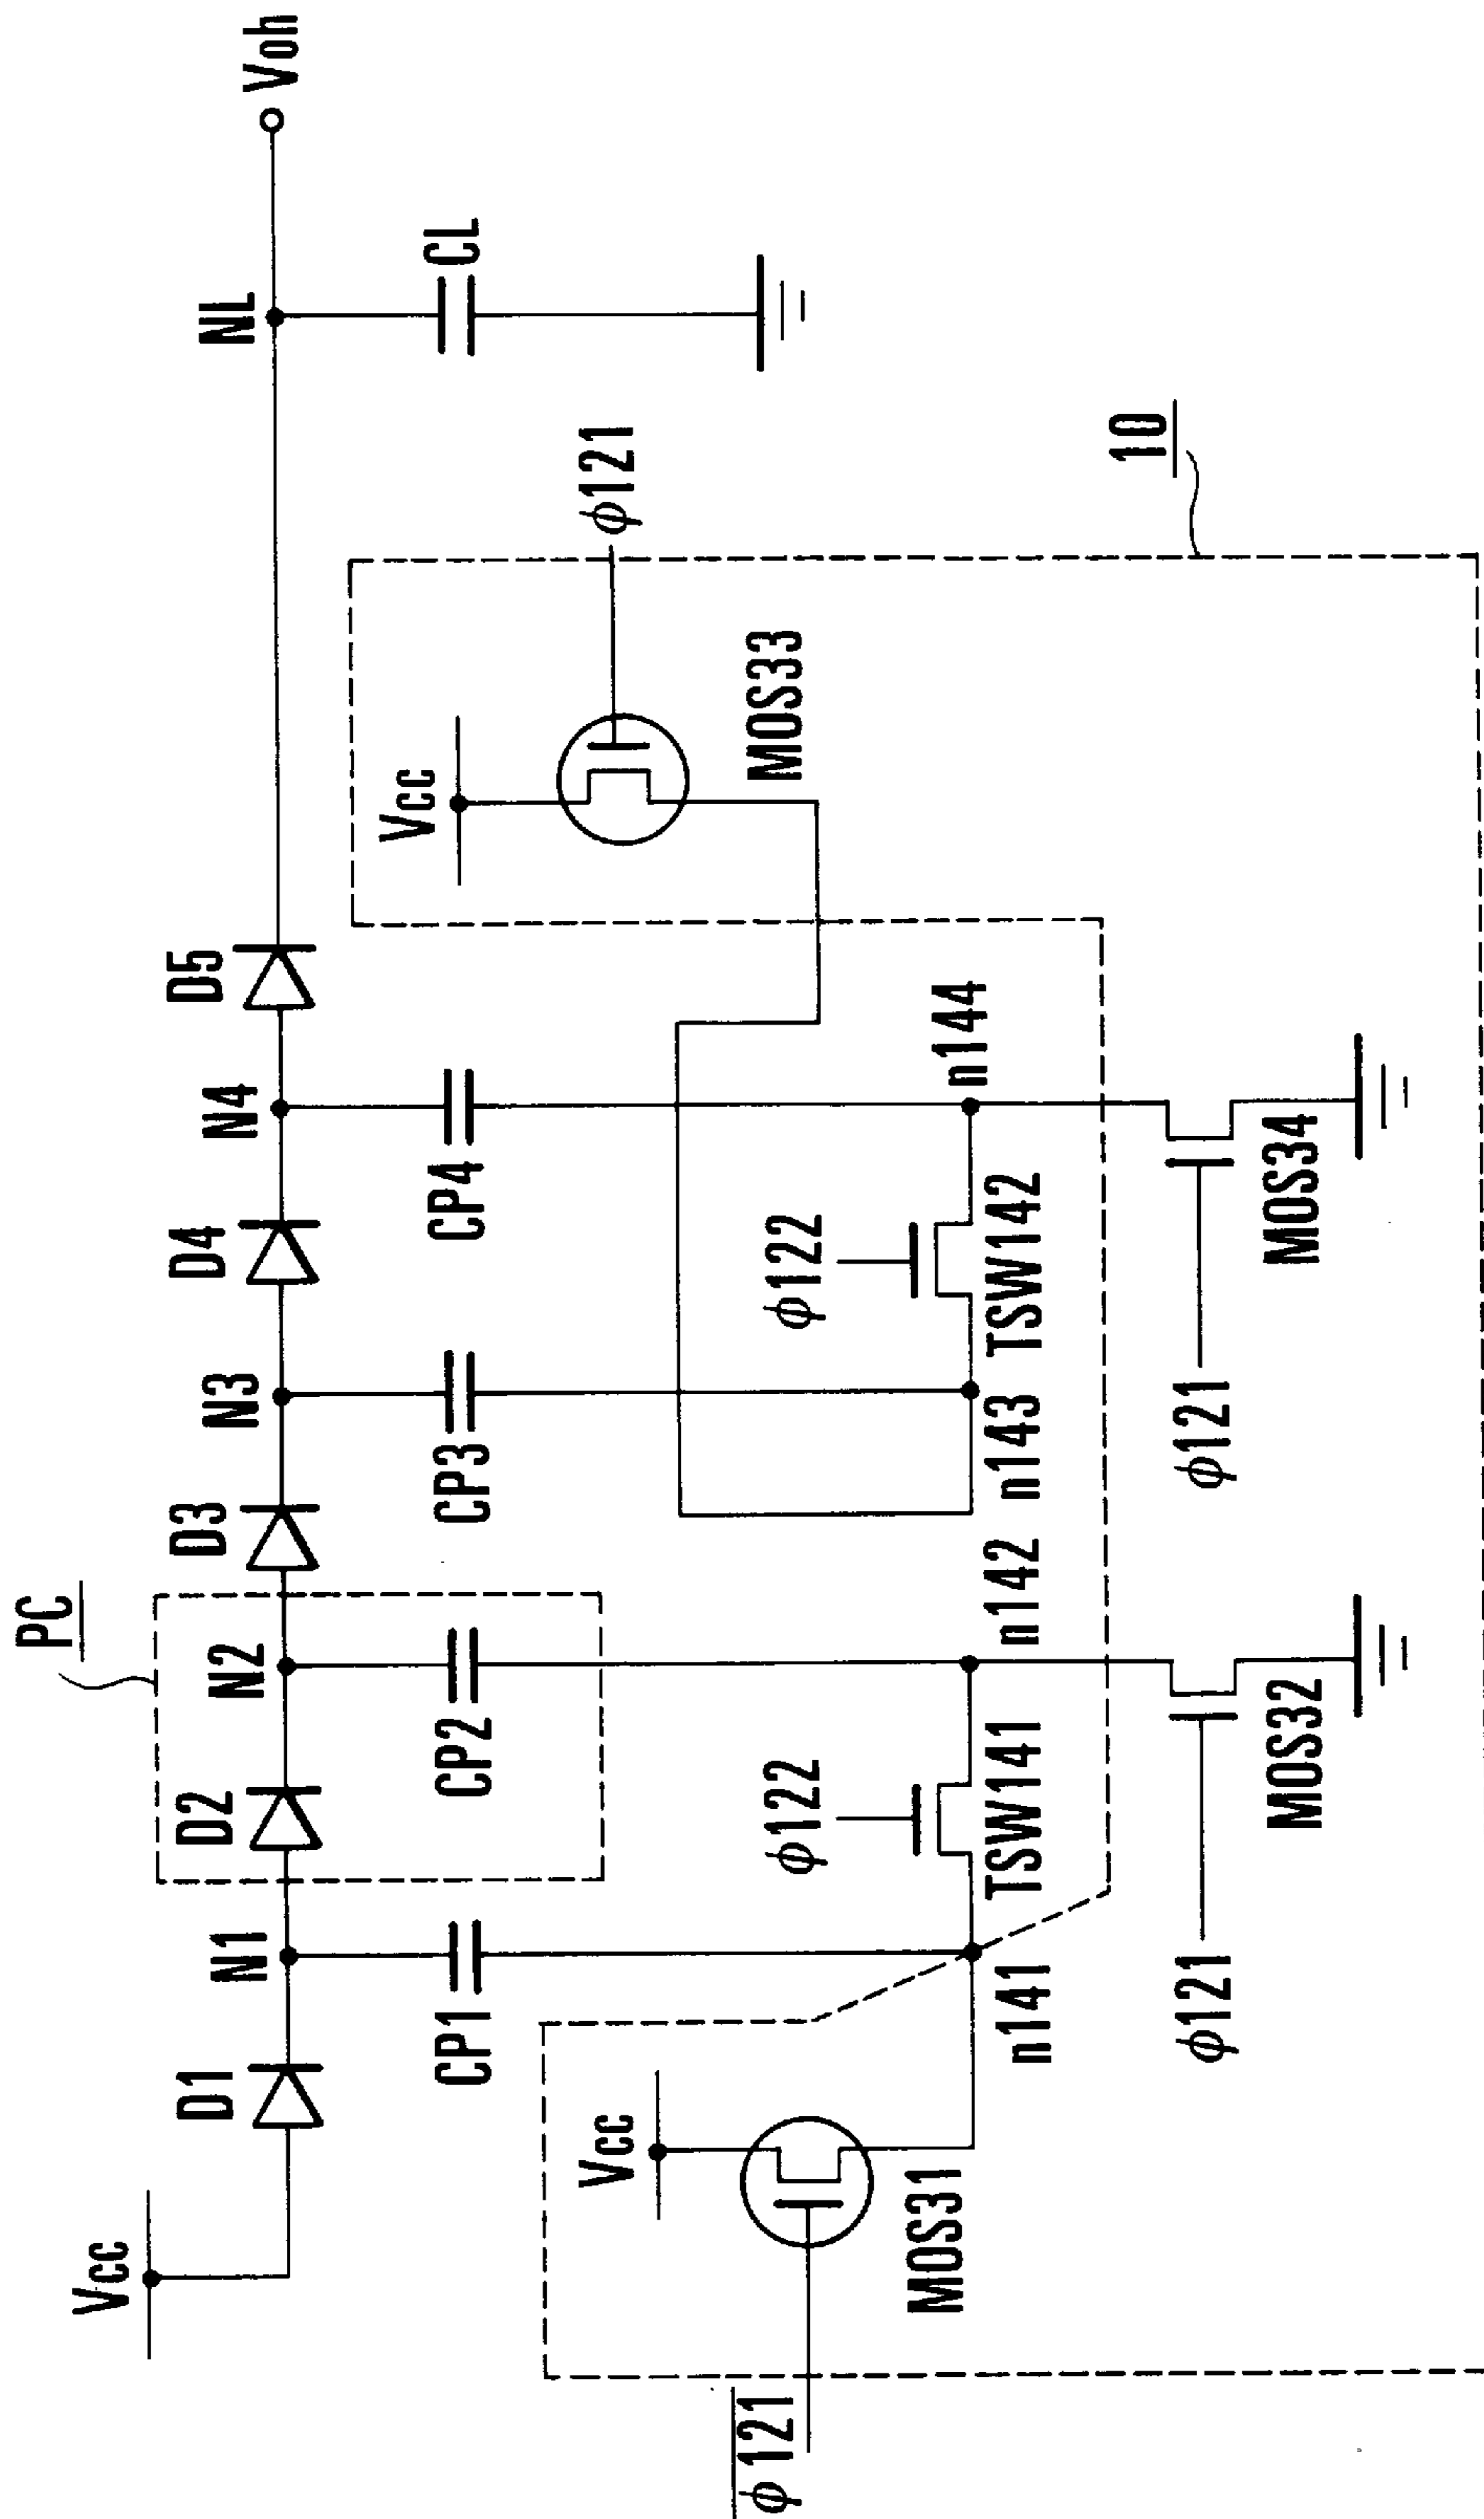 PC
Vcc
D1
N1
D2
N2
D3
N3
D4
N4
D5
NL
Voh
CP1
CP2
CP3
CP4
CL
Vcc
φ121
Vcc
MOS33
φ122
φ122
φ121
MOS31
n141
TSW141
n142
n143
TSW142
n144
10
φ121
MOS32
φ121
MOS34